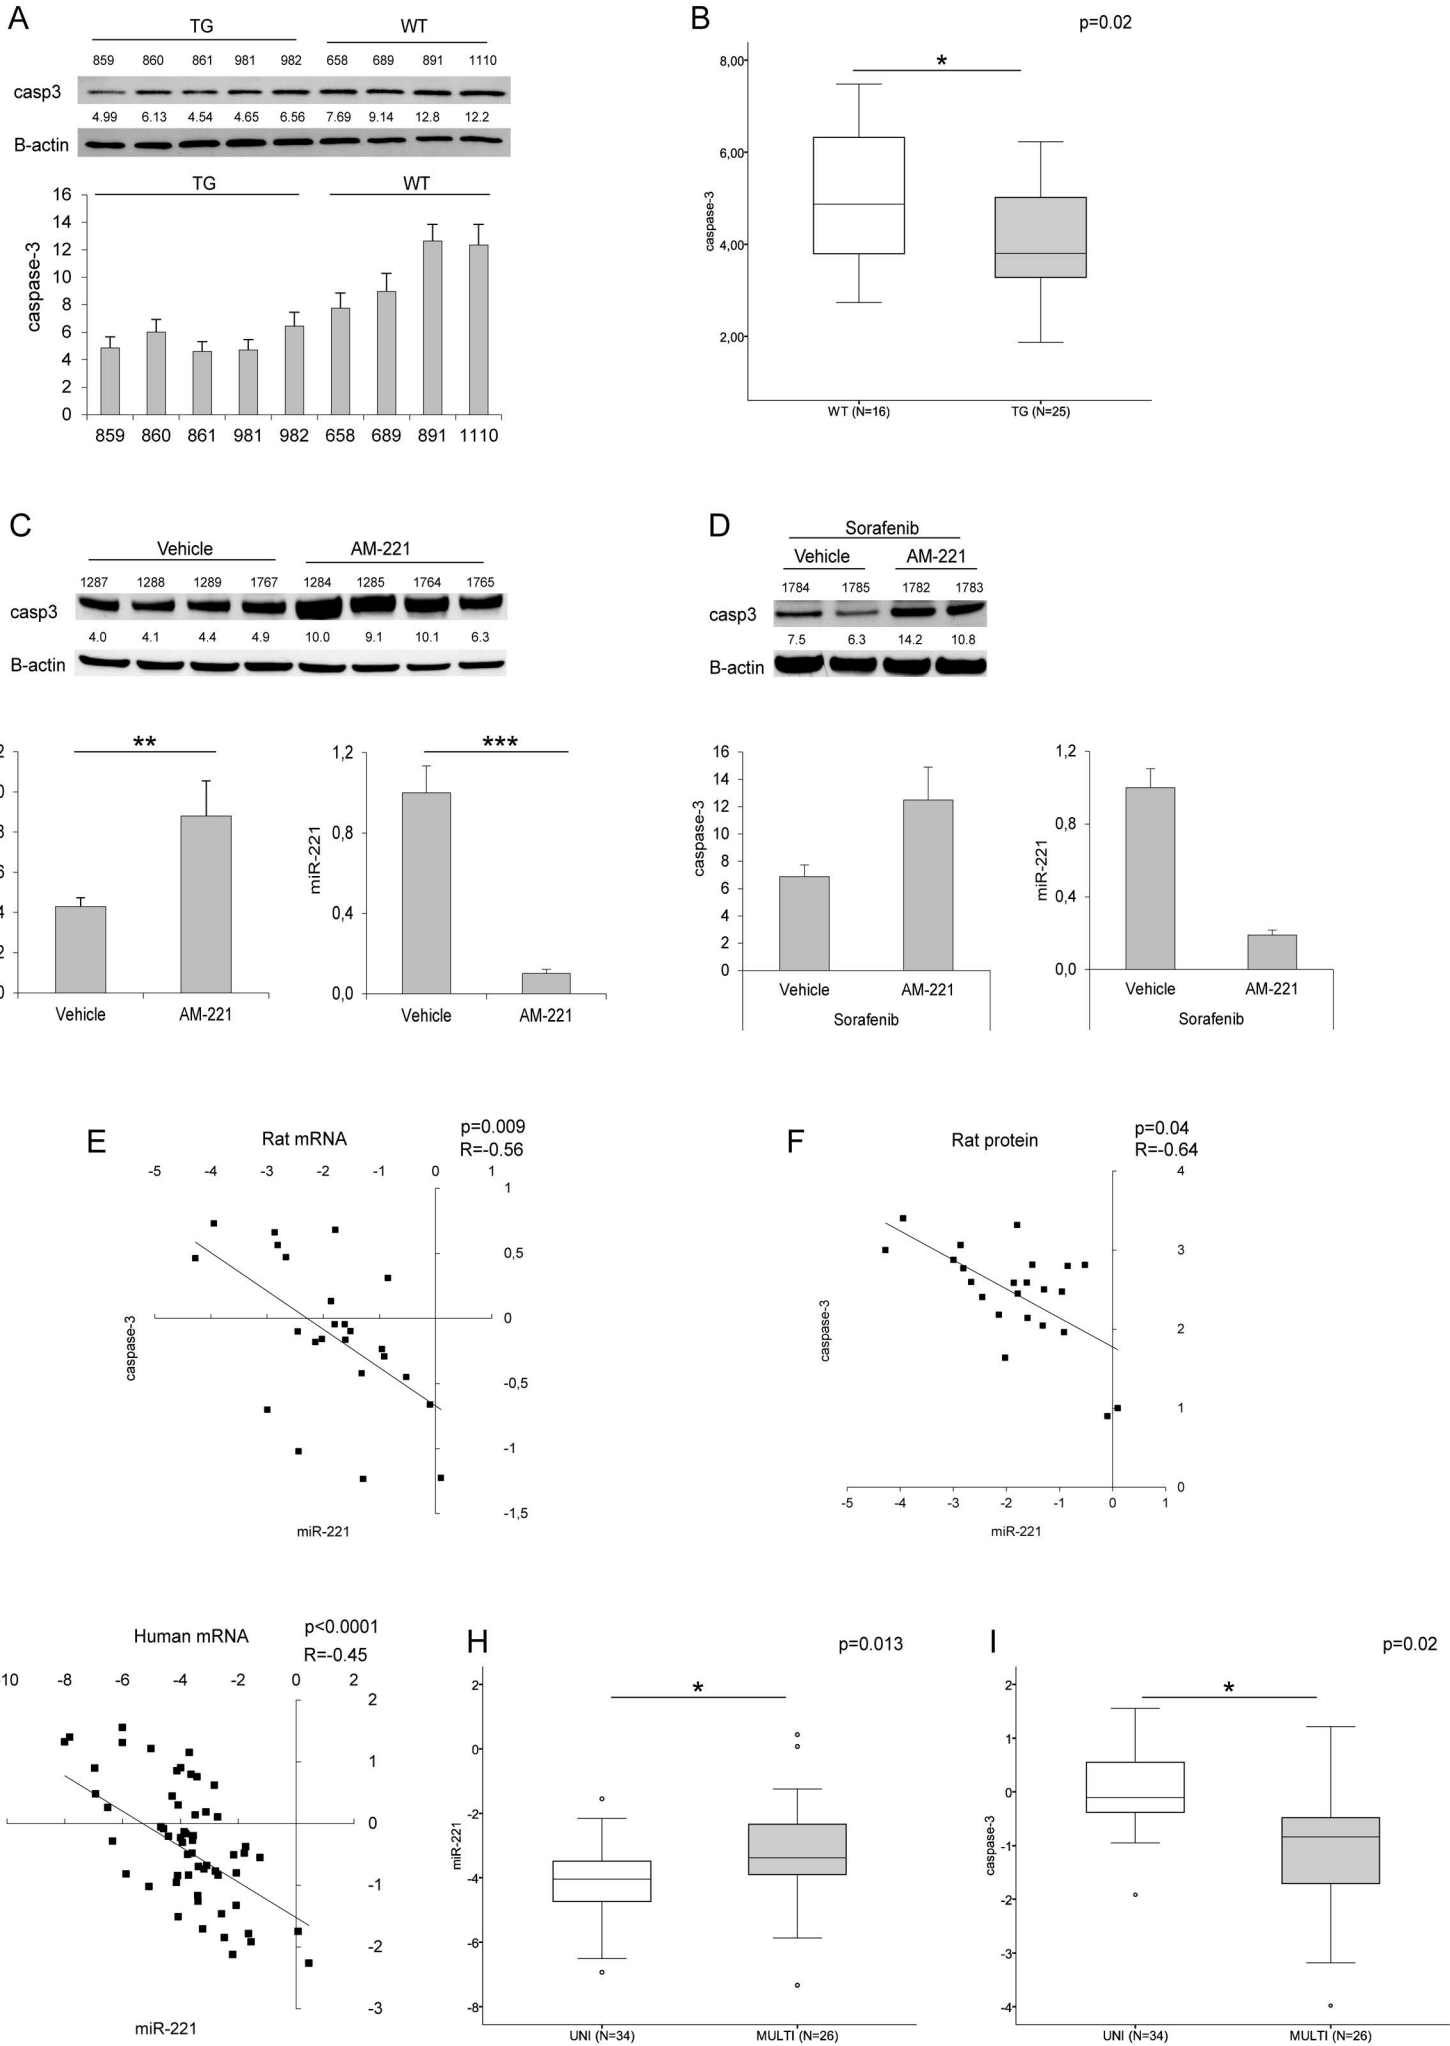 A
TG WT
859 860 861 981 982 658 689 891 1110
casp3
4.99 6.13 4.54 4.65 6.56 7.69 9.14 12.8 12.2
B-actin
TG WT
16
14
12
10
8
6
4
2
0
caspase-3
859 860 861 981 982 658 689 891 1110
B
p=0.02
*
8,00
6,00
4,00
2,00
caspase-3
WT (N=16) TG (N=25)
C
Vehicle AM-221
1287 1288 1289 1767 1284 1285 1764 1765
casp3
4.0 4.1 4.4 4.9 10.0 9.1 10.1 6.3
B-actin
**
2
0
8
6
4
2
0
Vehicle AM-221
***
1,2
0,8
0,4
0,0
miR-221
Vehicle AM-221
D
Sorafenib
Vehicle AM-221
1784 1785 1782 1783
casp3
7.5 6.3 14.2 10.8
B-actin
16
14
12
10
8
6
4
2
0
caspase-3
Vehicle AM-221
Sorafenib
1,2
0,8
0,4
0,0
miR-221
Vehicle AM-221
Sorafenib
E
Rat mRNA
p=0.009
R=-0.56
-5 -4 -3 -2 -1 0 1
1
0,5
0
-0,5
-1
-1,5
caspase-3
miR-221
F
Rat protein
p=0.04
R=-0.64
4
3
2
1
0
caspase-3
-5 -4 -3 -2 -1 0 1
miR-221
Human mRNA
p<0.0001
R=-0.45
10 -8 -6 -4 -2 0 2
2
1
0
-1
-2
-3
miR-221
H
p=0.013
*
2
0
-2
-4
-6
-8
miR-221
UNI (N=34) MULTI (N=26)
I
p=0.02
*
2
1
0
-1
-2
-3
-4
caspase-3
UNI (N=34) MULTI (N=26)